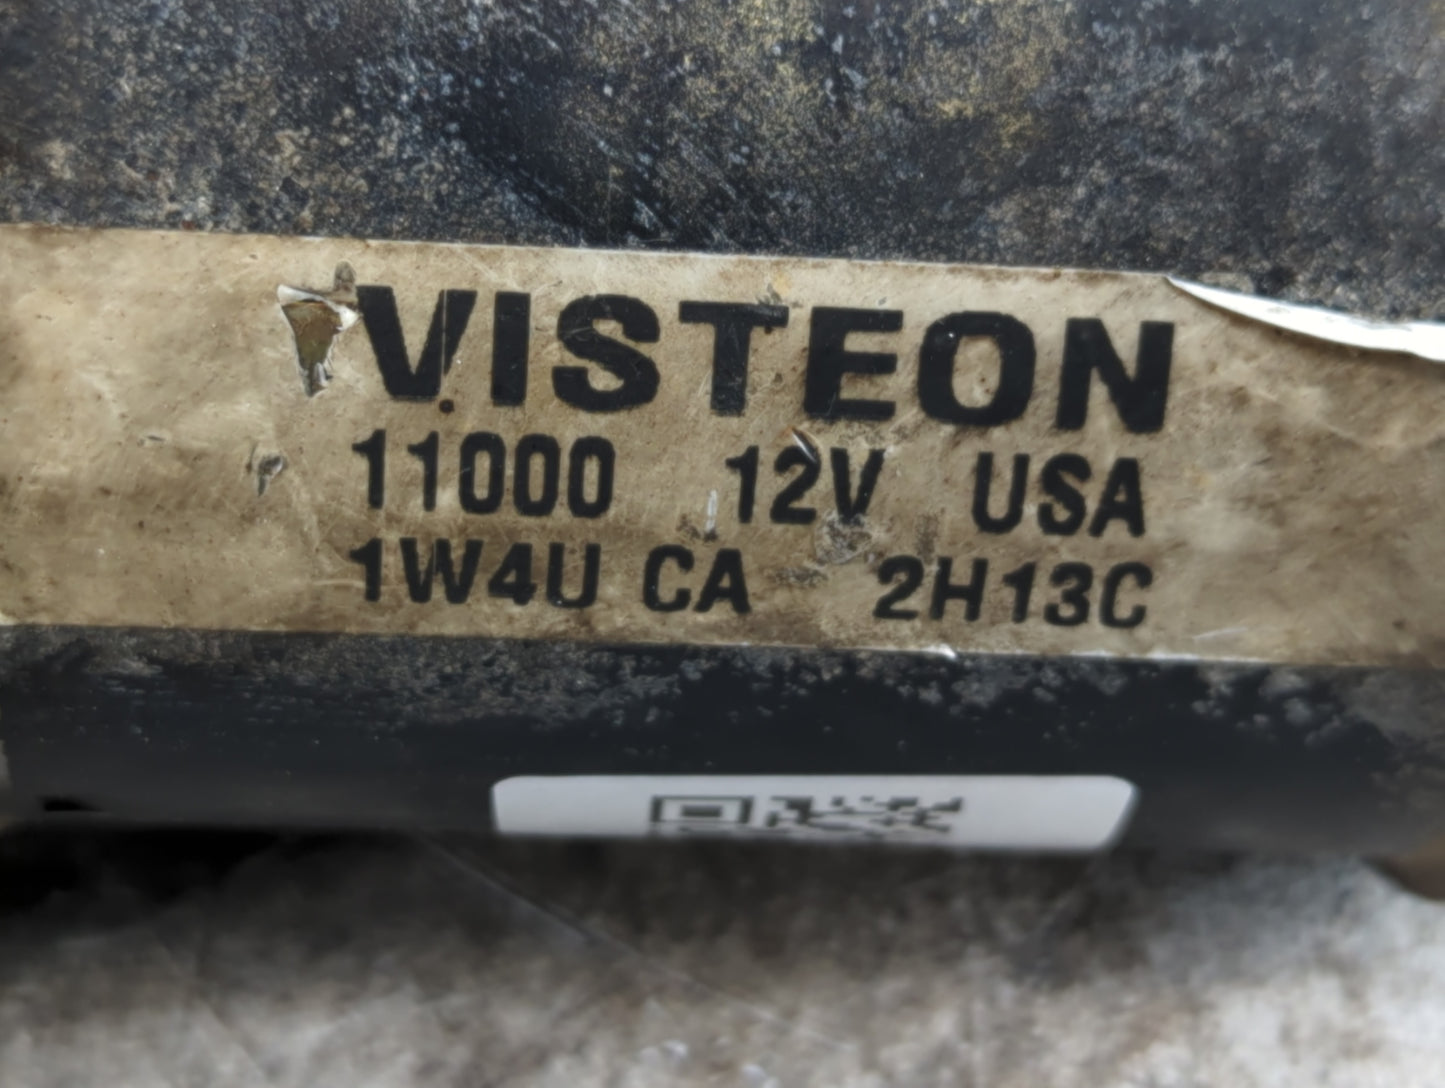 VISTEON
11000 12V USA
1W4U CA 2H13C